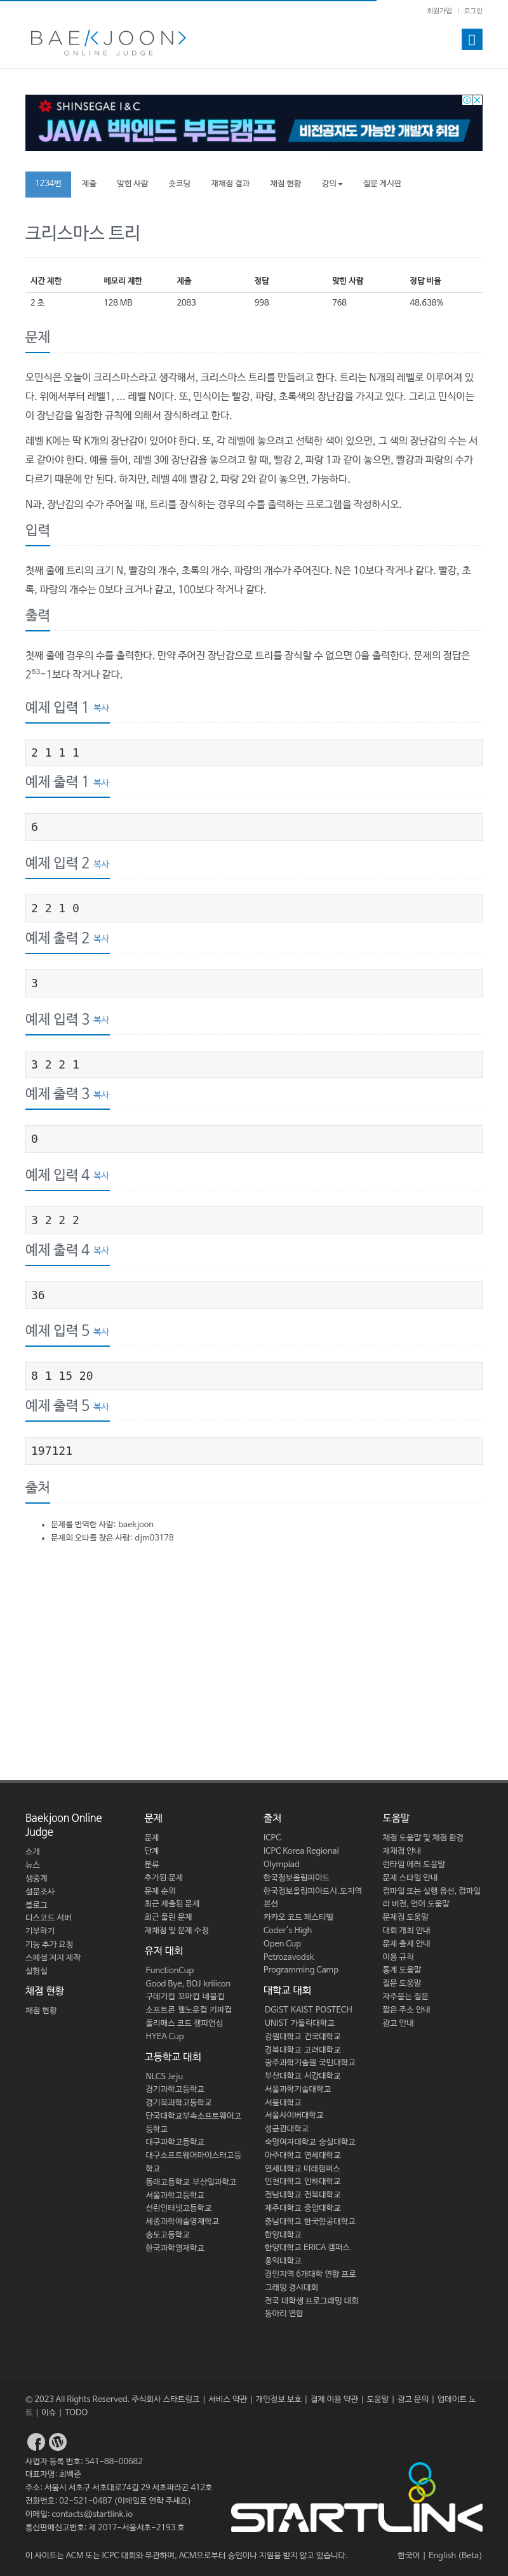 회원가입 | 로그인
BAEKJOON>
ONLINE JUDGE
SHINSEGAE I&C
JAVA 백엔드 부트캠프
비전공자도 가능한 개발자 취업
1234번 제출 맞힌 사람 숏코딩 재채점 결과 채점 현황 강의 질문 게시판
크리스마스 트리
시간 제한 메모리 제한 제출 정답 맞힌 사람 정답 비율
2 초 128 MB 2083 998 768 48.638%
문제
오민식은 오늘이 크리스마스라고 생각해서, 크리스마스 트리를 만들려고 한다. 트리는 N개의 레벨로 이루어져 있
다. 위에서부터 레벨1, ... 레벨 N이다. 또, 민식이는 빨강, 파랑, 초록색의 장난감을 가지고 있다. 그리고 민식이는
이 장난감을 일정한 규칙에 의해서 장식하려고 한다.
레벨 K에는 딱 K개의 장난감이 있어야 한다. 또, 각 레벨에 놓으려고 선택한 색이 있으면, 그 색의 장난감의 수는 서
로 같아야 한다. 예를 들어, 레벨 3에 장난감을 놓으려고 할 때, 빨강 2, 파랑 1과 같이 놓으면, 빨강과 파랑의 수가
다르기 때문에 안 된다. 하지만, 레벨 4에 빨강 2, 파랑 2와 같이 놓으면, 가능하다.
N과, 장난감의 수가 주어질 때, 트리를 장식하는 경우의 수를 출력하는 프로그램을 작성하시오.
입력
첫째 줄에 트리의 크기 N, 빨강의 개수, 초록의 개수, 파랑의 개수가 주어진다. N은 10보다 작거나 같다. 빨강, 초
록, 파랑의 개수는 0보다 크거나 같고, 100보다 작거나 같다.
출력
첫째 줄에 경우의 수를 출력한다. 만약 주어진 장난감으로 트리를 장식할 수 없으면 0을 출력한다. 문제의 정답은
2⁶³-1보다 작거나 같다.
예제 입력 1 복사
2 1 1 1
예제 출력 1 복사
6
예제 입력 2 복사
2 2 1 0
예제 출력 2 복사
3
예제 입력 3 복사
3 2 2 1
예제 출력 3 복사
0
예제 입력 4 복사
3 2 2 2
예제 출력 4 복사
36
예제 입력 5 복사
8 1 15 20
예제 출력 5 복사
197121
출처
• 문제를 번역한 사람: baekjoon
• 문제의 오타를 찾은 사람: djm03178
Baekjoon Online
Judge
소개
뉴스
생중계
설문조사
블로그
디스코드 서버
기부하기
기능 추가 요청
스페셜 저지 제작
실험실
채점 현황
채점 현황
문제
문제
단계
분류
추가된 문제
문제 순위
최근 제출된 문제
최근 풀린 문제
재채점 및 문제 수정
유저 대회
FunctionCup
Good Bye, BOJ kriiicon
구데기컵 꼬마컵 네블컵
소프트콘 웰노운컵 키파컵
폴리매스 코드 챔피언십
HYEA Cup
고등학교 대회
NLCS Jeju
경기과학고등학교
경기북과학고등학교
단국대학교부속소프트웨어고
등학교
대구과학고등학교
대구소프트웨어마이스터고등
학교
동래고등학교 부산일과학고
서울과학고등학교
선린인터넷고등학교
세종과학예술영재학교
송도고등학교
한국과학영재학교
출처
ICPC
ICPC Korea Regional
Olympiad
한국정보올림피아드
한국정보올림피아드시.도지역
본선
카카오 코드 페스티벌
Coder's High
Open Cup
Petrozavodsk
Programming Camp
대학교 대회
DGIST KAIST POSTECH
UNIST 가톨릭대학교
강원대학교 건국대학교
경북대학교 고려대학교
광주과학기술원 국민대학교
부산대학교 서강대학교
서울과학기술대학교
서울대학교
서울사이버대학교
성균관대학교
숙명여자대학교 숭실대학교
아주대학교 연세대학교
연세대학교 미래캠퍼스
인천대학교 인하대학교
전남대학교 전북대학교
제주대학교 중앙대학교
충남대학교 한국항공대학교
한양대학교
한양대학교 ERICA 캠퍼스
홍익대학교
경인지역 6개대학 연합 프로
그래밍 경시대회
전국 대학생 프로그래밍 대회
동아리 연합
도움말
채점 도움말 및 채점 환경
재채점 안내
런타임 에러 도움말
문제 스타일 안내
컴파일 또는 실행 옵션, 컴파일
러 버전, 언어 도움말
문제집 도움말
대회 개최 안내
문제 출제 안내
이용 규칙
통계 도움말
질문 도움말
자주묻는 질문
짧은 주소 안내
광고 안내
© 2023 All Rights Reserved. 주식회사 스타트링크 | 서비스 약관 | 개인정보 보호 | 결제 이용 약관 | 도움말 | 광고 문의 | 업데이트 노
트 | 이슈 | TODO
사업자 등록 번호: 541-88-00682
대표자명: 최백준
주소: 서울시 서초구 서초대로74길 29 서초파라곤 412호
전화번호: 02-521-0487 (이메일로 연락 주세요)
이메일: contacts@startlink.io
통신판매신고번호: 제 2017-서울서초-2193 호
STARTLINK
이 사이트는 ACM 또는 ICPC 대회와 무관하며, ACM으로부터 승인이나 지원을 받지 않고 있습니다.
한국어 | English (Beta)